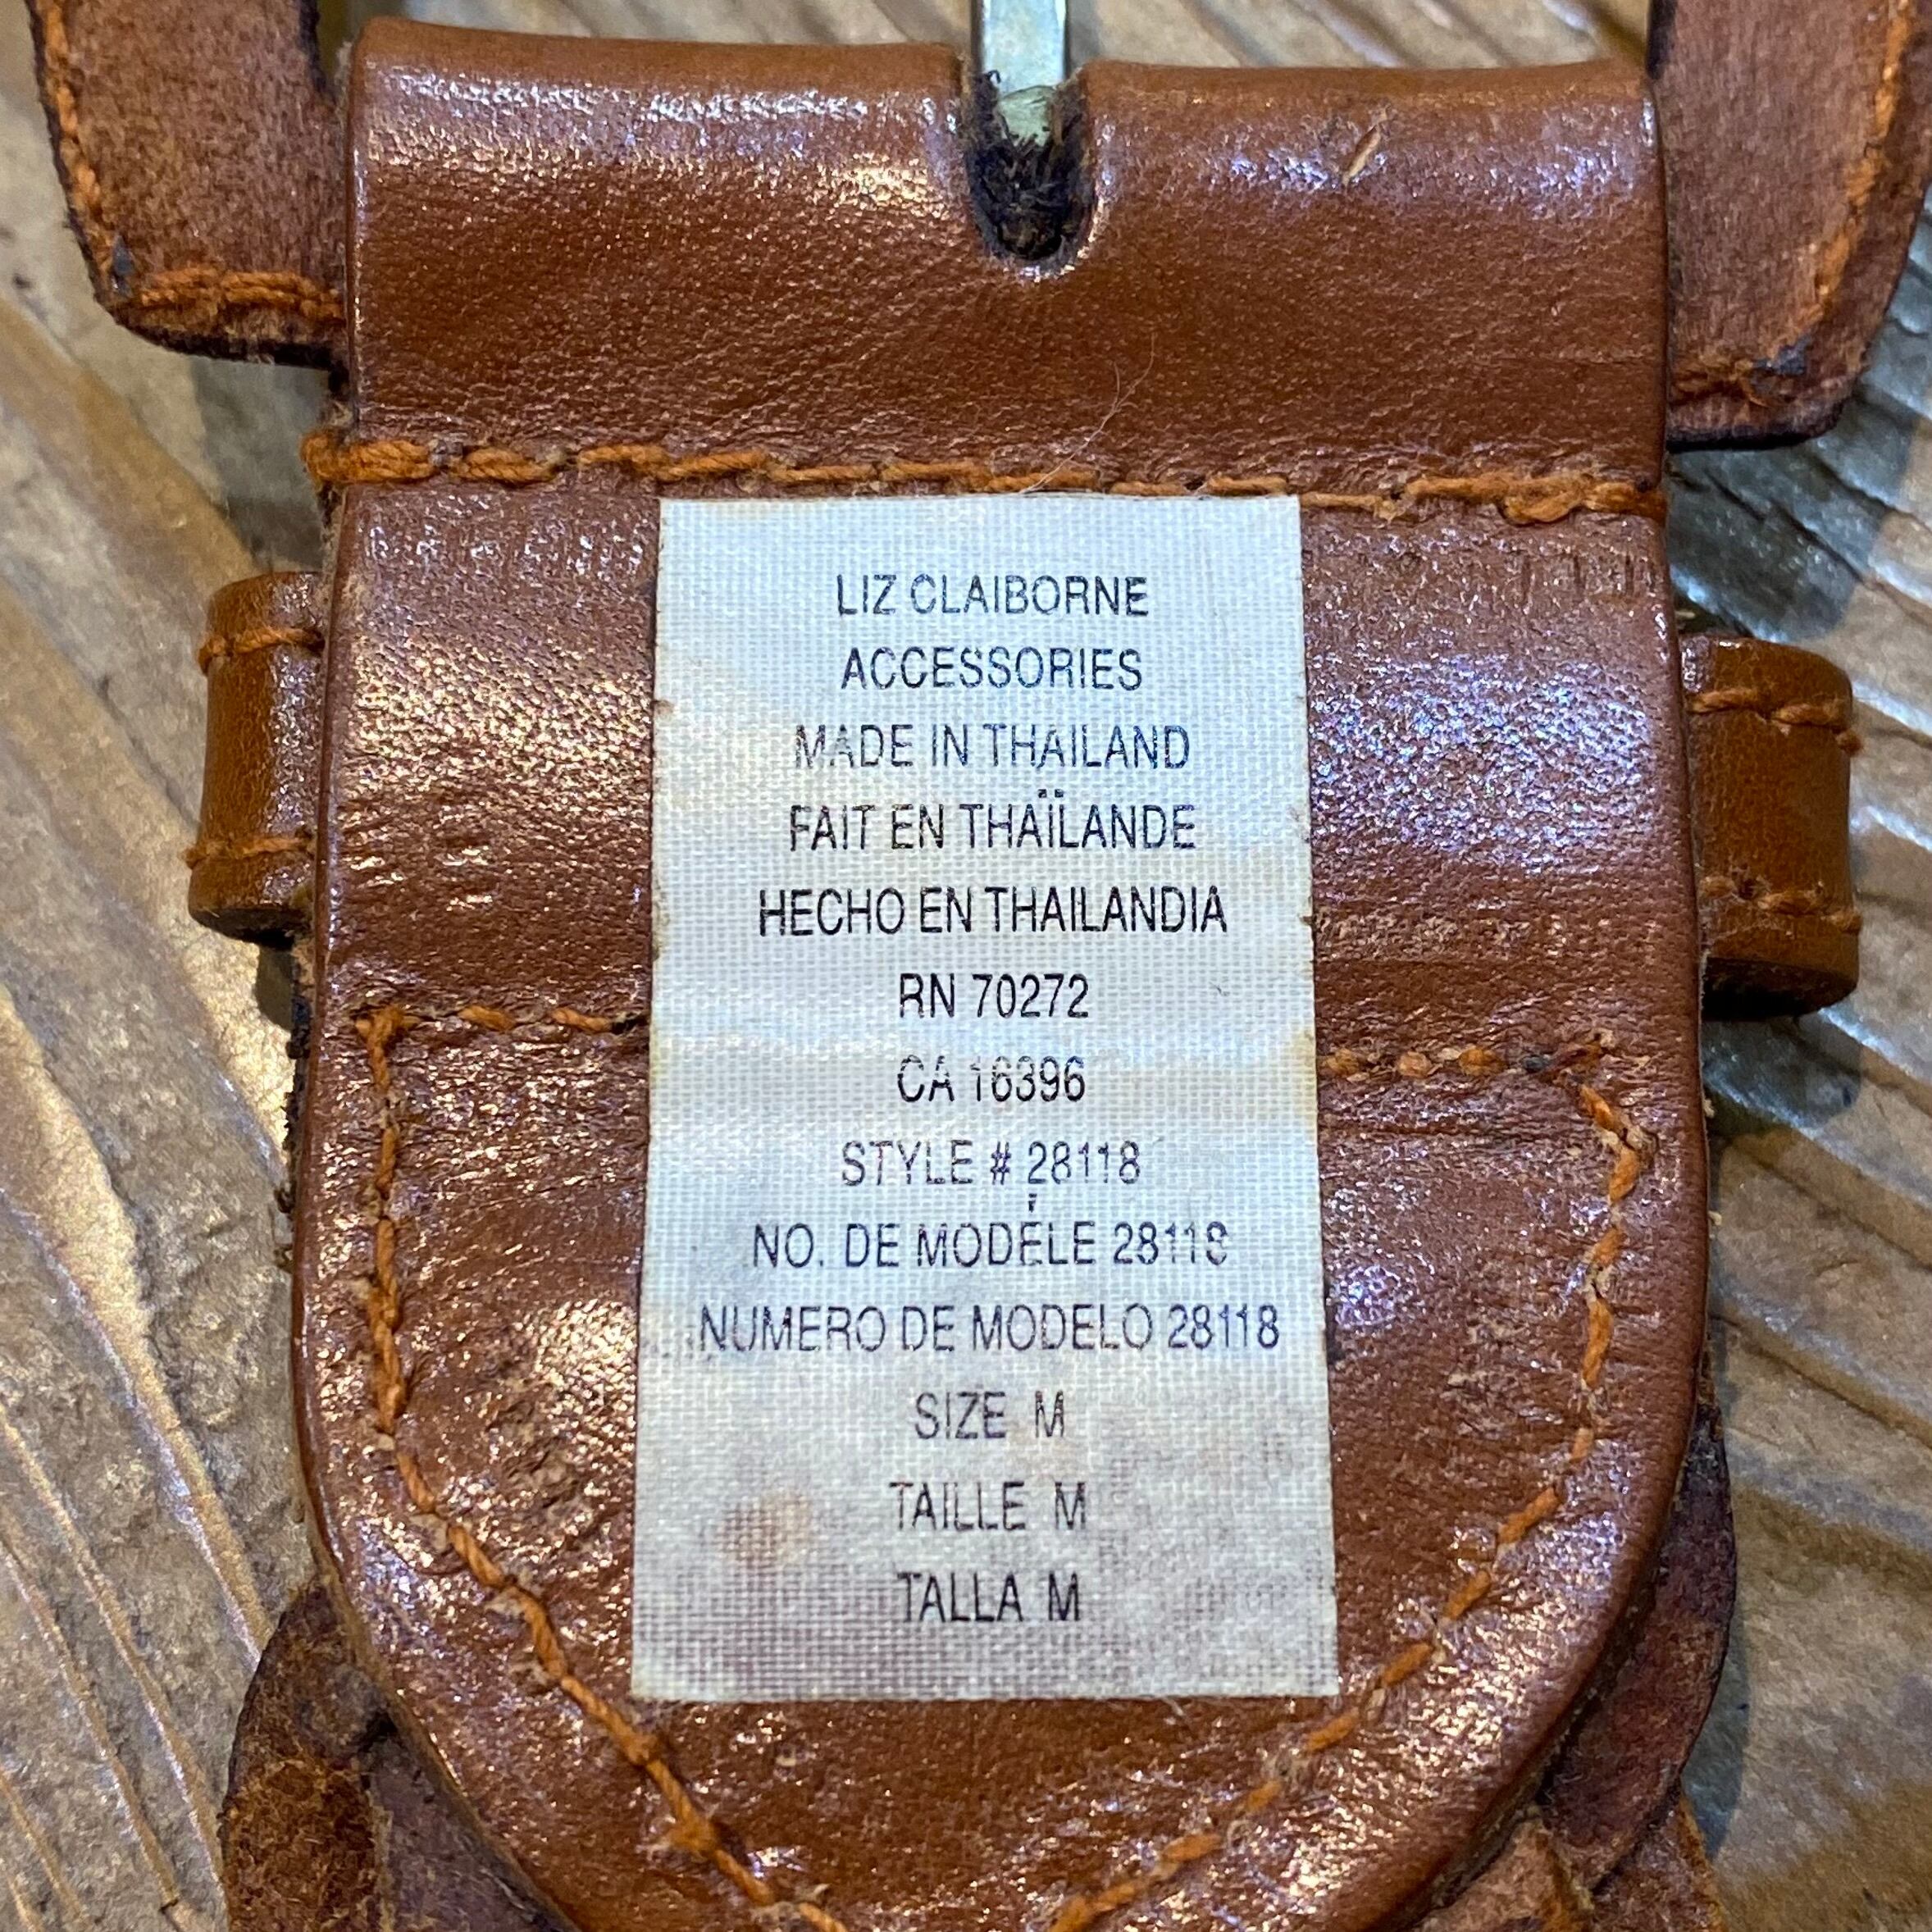 LIZ CLAIBORNE
ACCESSORIES
MADE IN THAILAND
FAIT EN THAÏLANDE
HECHO EN THAILANDIA
RN 70272
CA 16396
STYLE # 28118
NO. DE MODÉLE 28118
NUMERO DE MODELO 28118
SIZE M
TAILLE M
TALLA M